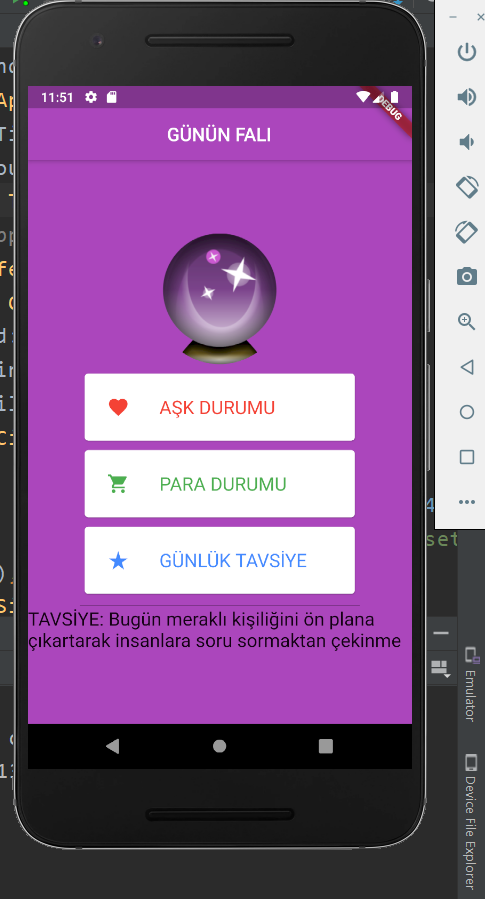 11:51
DEBUG
GÜNÜN FALI
AŞK DURUMU
PARA DURUMU
GÜNLÜK TAVSİYE
TAVSİYE: Bugün meraklı kişiliğini ön plana
çıkartarak insanlara soru sormaktan çekinme
set
Emulator
Device File Explorer